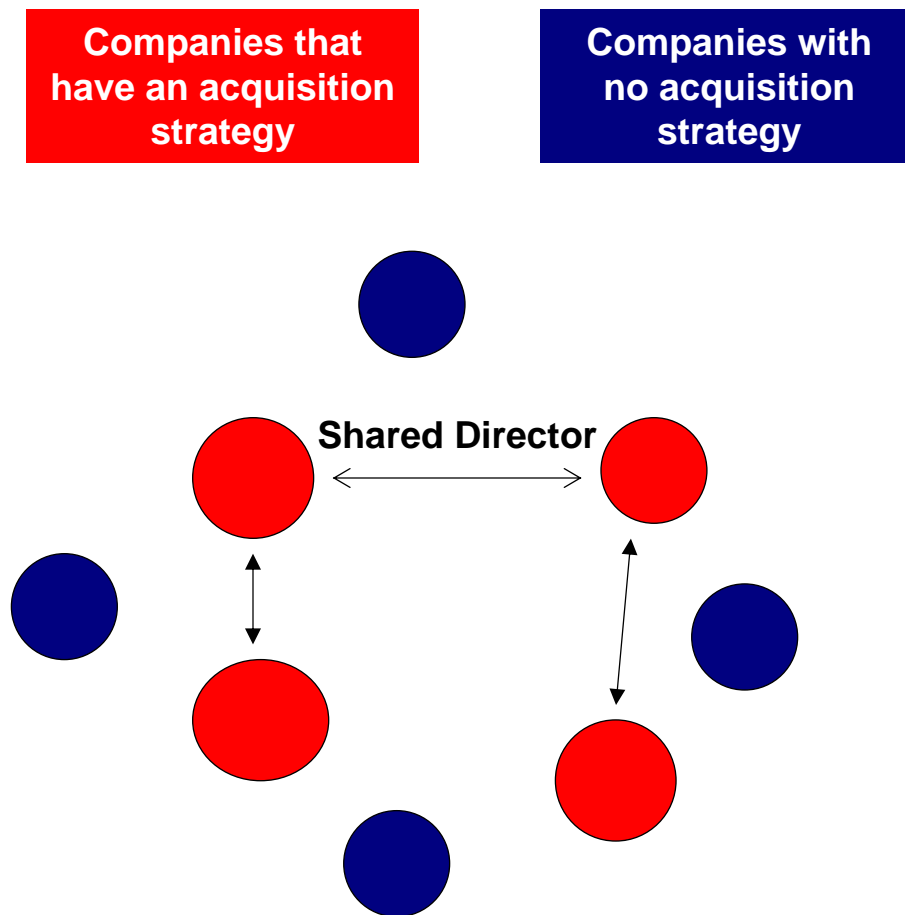 Companies that
have an acquisition
strategy
Companies with
no acquisition
strategy
Shared Director